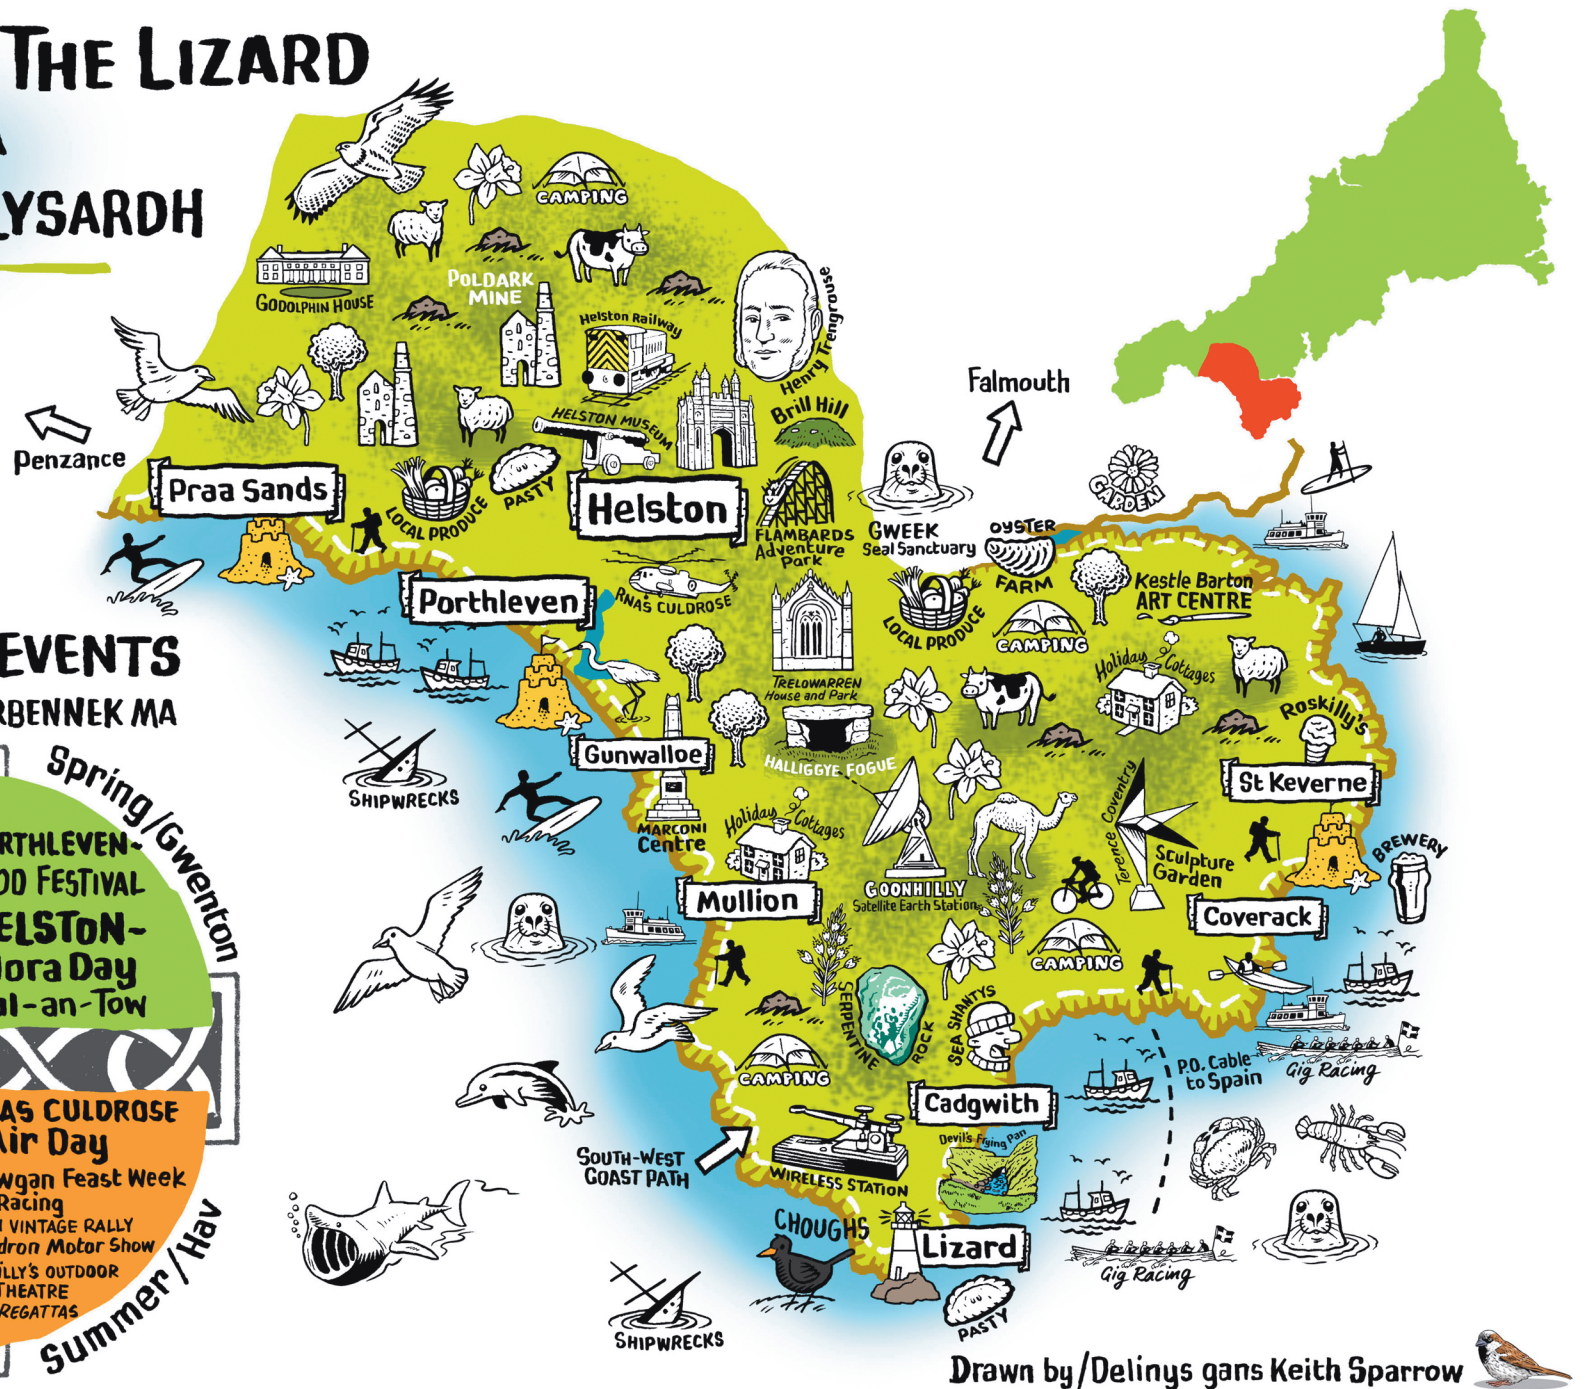 THE LIZARD
LYSARDH
CAMPING
GODOLPHIN HOUSE
POLDARK
MINE
Helston Railway
Henry Trengrouse
Brill Hill
HELSTON MUSEUM
Falmouth
Penzance
Praa Sands
LOCAL PRODUCE
PASTY
Helston
FLAMBARDS
Adventure
Park
GWEEK
Seal Sanctuary
GARDEN
OYSTER
FARM
Kestle Barton
ART CENTRE
Porthleven
RNAS CULDROSE
LOCAL PRODUCE
CAMPING
Holiday Cottages
TRELOWARREN
House and Park
Roskilly's
EVENTS
RBENNEK MA
Gunwalloe
HALLIGGYE FOGUE
St Keverne
SHIPWRECKS
Spring/Gwenton
RTHLEVEN~
OD FESTIVAL
ELSTON~
lora Day
al-an-Tow
MARCONI
Centre
Holiday Cottages
Terence Coventry
Sculpture
Garden
BREWERY
GOONHILLY
Satellite Earth Station
Mullion
Coverack
CAMPING
SERPENTINE
ROCK
SEA SHANTYS
CAMPING
P.O. Cable
to Spain
Gig Racing
Cadgwith
Devil's Frying Pan
SOUTH-WEST
COAST PATH
WIRELESS STATION
AS CULDROSE
Air Day
wgan Feast Week
Racing
VINTAGE RALLY
dron Motor Show
ILLY'S OUTDOOR
THEATRE
REGATTAS
Summer/Hav
CHOUGHS
Lizard
Gig Racing
SHIPWRECKS
PASTY
Drawn by/Delinys gans Keith Sparrow